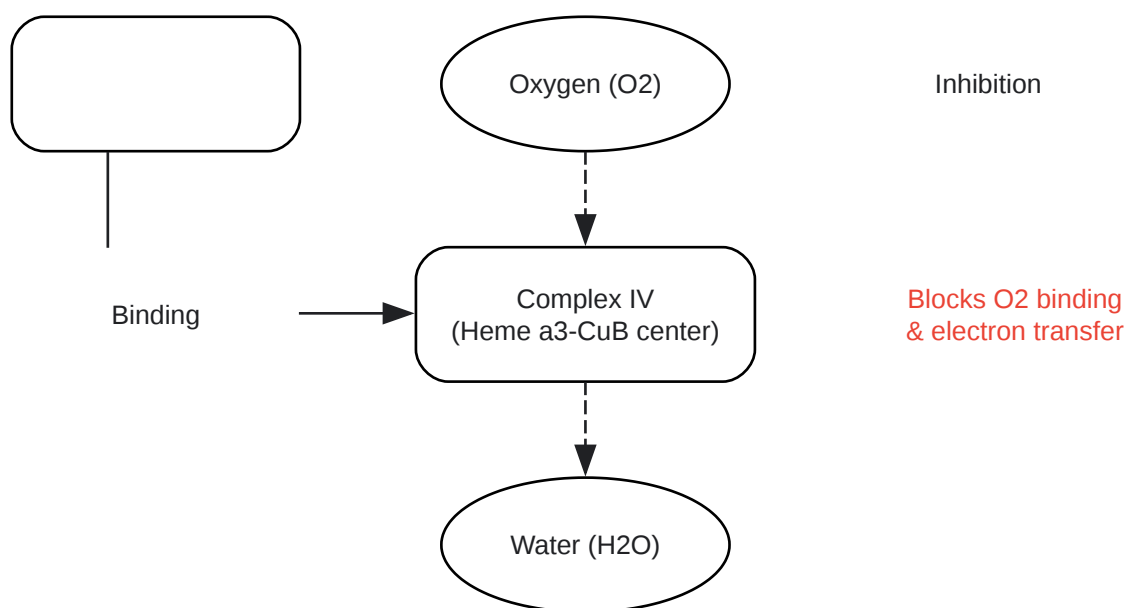 Oxygen (O2)
Inhibition
Binding
Complex IV
(Heme a3-CuB center)
Blocks O2 binding
& electron transfer
Water (H2O)